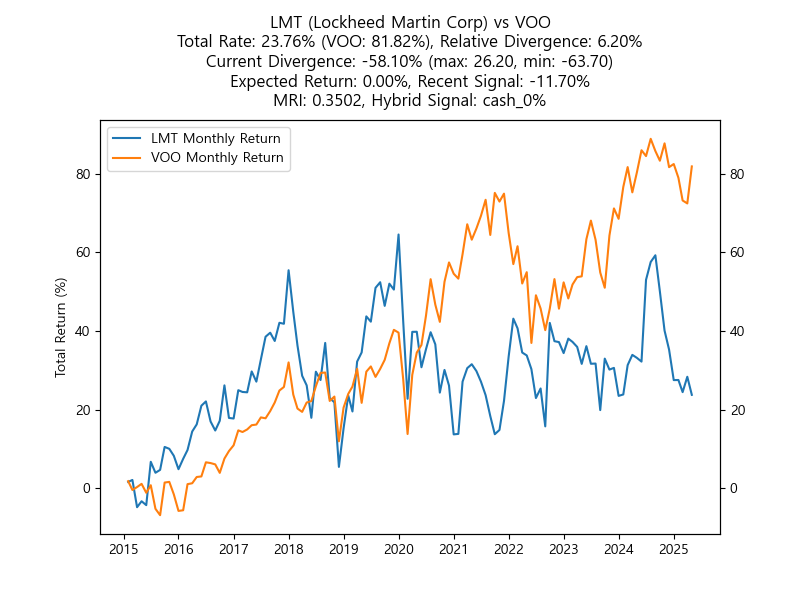 LMT (Lockheed Martin Corp) vs VOO
Total Rate: 23.76% (VOO: 81.82%), Relative Divergence: 6.20%
Current Divergence: -58.10% (max: 26.20, min: -63.70)
Expected Return: 0.00%, Recent Signal: -11.70%
MRI: 0.3502, Hybrid Signal: cash_0%
LMT Monthly Return
VOO Monthly Return
Total Return (%)
80 80
60 60
40 40
20 20
0 0
2015 2016 2017 2018 2019 2020 2021 2022 2023 2024 2025